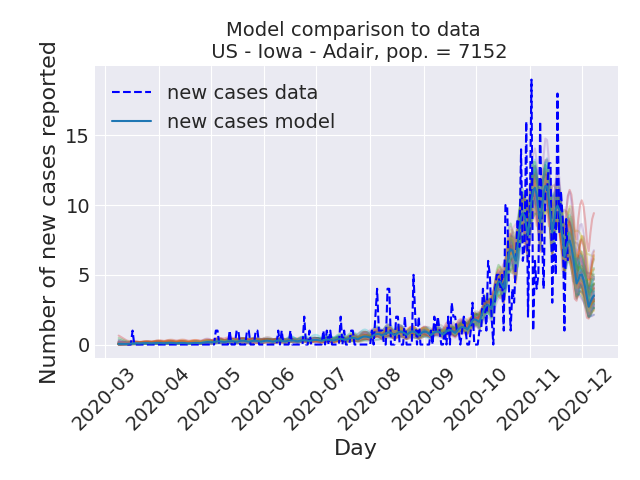 Model comparison to data
US - Iowa - Adair, pop. = 7152
new cases data
new cases model
Number of new cases reported
15
10
5
0
2020-03
2020-04
2020-05
2020-06
2020-07
2020-08
2020-09
2020-10
2020-11
2020-12
Day